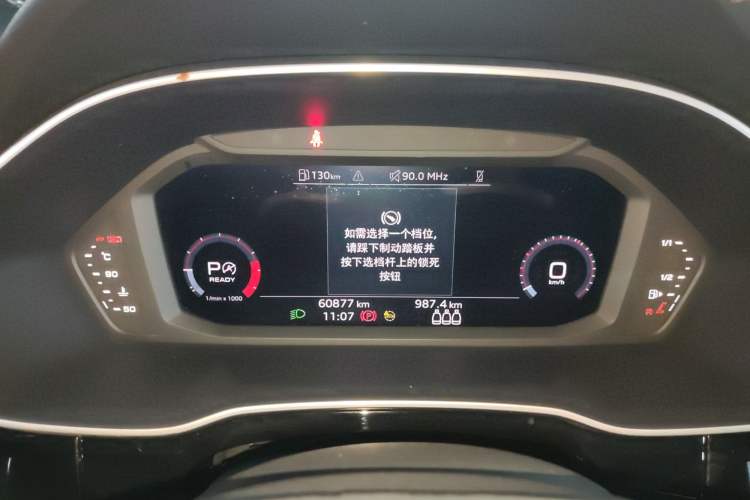 130km
90.0 MHz
如需选择一个档位,
请踩下制动踏板并
按下选档杆上的锁死
按钮
P
READY
1/min x 1000
0
km/h
60877 km
987.4 km
11:07
°C
90
50
1/1
1/2